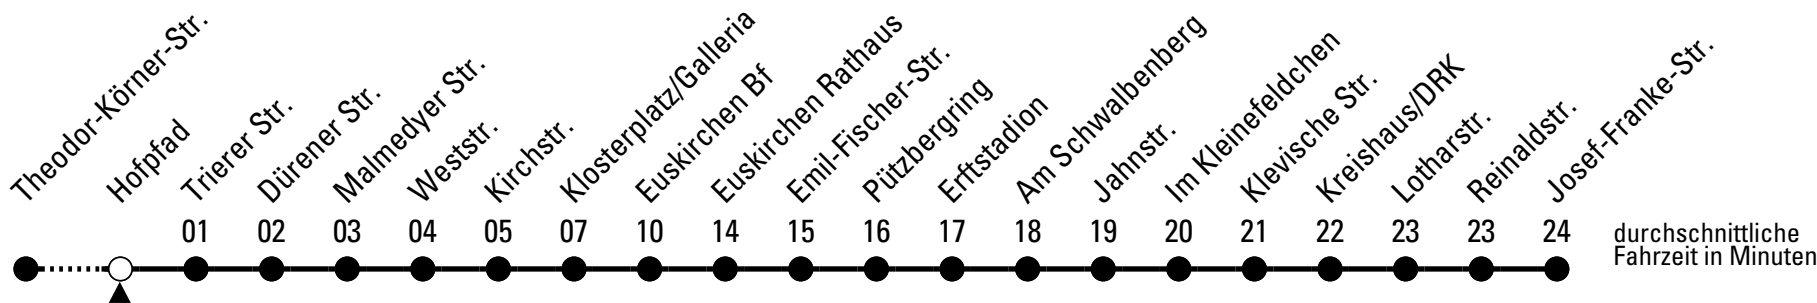 Theodor-Körner-Str.
Hofpfad
Trierer Str.
Dürener Str.
Malmedyer Str.
Weststr.
Kirchstr.
Klosterplatz/Galleria
Euskirchen Bf
Euskirchen Rathaus
Emil-Fischer-Str.
Pützbergring
Erftstadion
Am Schwalbenberg
Jahnstr.
Im Kleinefeldchen
Klevische Str.
Kreishaus/DRK
Lotharstr.
Reinaldstr.
Josef-Franke-Str.
01 02 03 04 05 07 10 14 15 16 17 18 19 20 21 22 23 23 24
durchschnittliche
Fahrzeit in Minuten